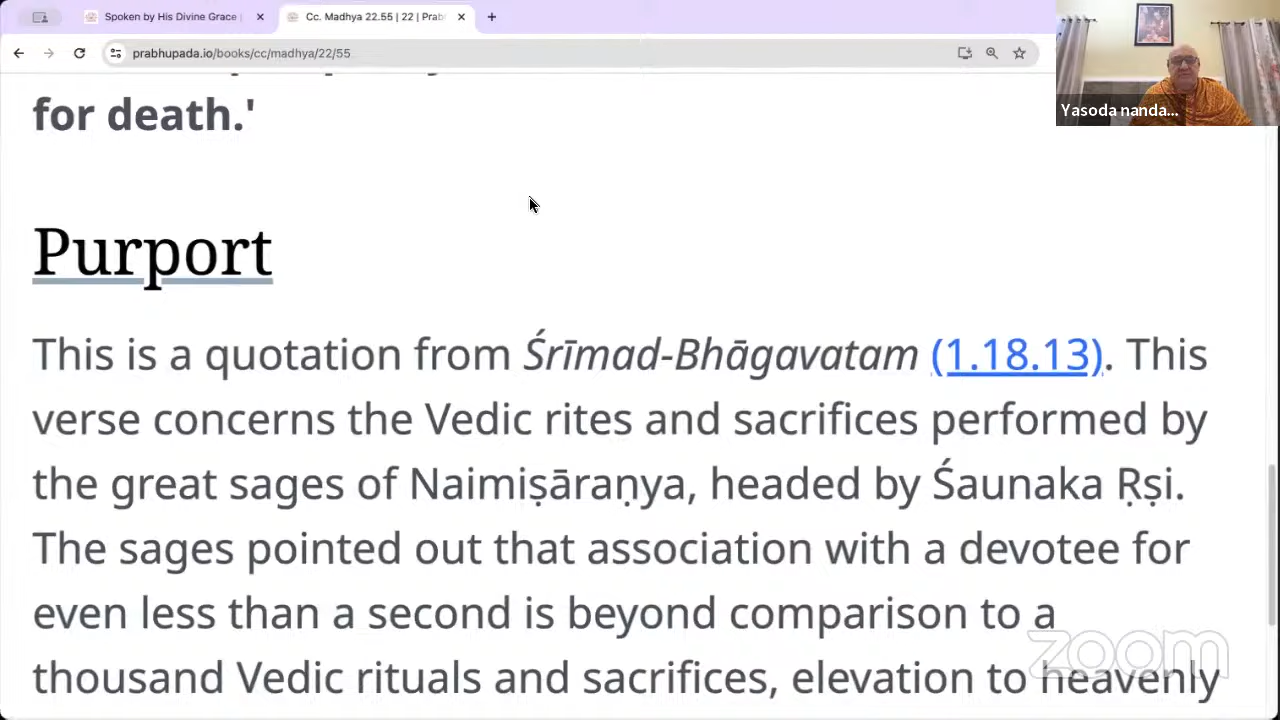 Spoken by His Divine Grace
Cc. Madhya 22.55 | 22 | Prab
prabhupada.io/books/cc/madhya/22/55
Yasoda nanda...
for death.'
Purport
This is a quotation from Śrīmad-Bhāgavatam (1.18.13). This
verse concerns the Vedic rites and sacrifices performed by
the great sages of Naimiṣāraṇya, headed by Śaunaka Ṛṣi.
The sages pointed out that association with a devotee for
even less than a second is beyond comparison to a
thousand Vedic rituals and sacrifices, elevation to heavenly
zoom